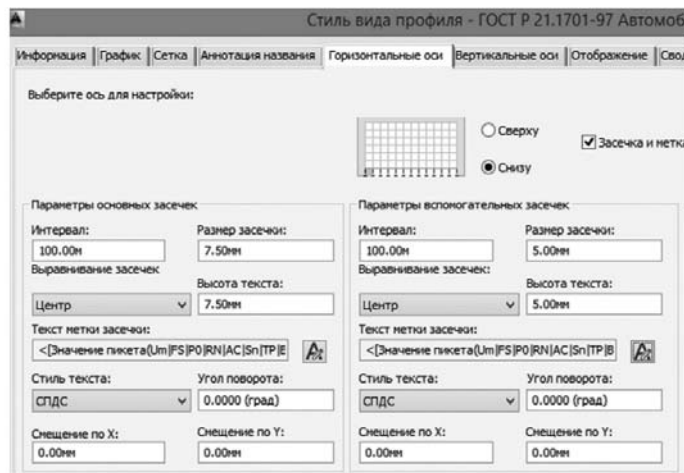 Стиль вида профиля - ГОСТ Р 21.1701-97 Автомоб
Информация График Сетка Аннотация названия Горизонтальные оси Вертикальные оси Отображение Свод
Выберите ось для настройки:
Сверху
Засечка и метка
Снизу
Параметры основных засечек
Параметры вспомогательных засечек
Интервал: Размер засечки:
Интервал: Размер засечки:
100.00м 7.50мм
100.00м 5.00мм
Выравнивание засечек
Выравнивание засечек:
Высота текста:
Высота текста:
Центр 7.50мм
Центр 5.00мм
Текст метки засечки:
Текст метки засечки:
<[Значение пикета(Um|FS|P0|RN|AC|Sn|TP|E
<[Значение пикета(Um|FS|P0|RN|AC|Sn|TP|B
Стиль текста: Угол поворота:
Стиль текста: Угол поворота:
СПДС 0.0000 (град)
СПДС 0.0000 (град)
Смещение по X: Смещение по Y:
Смещение по X: Смещение по Y:
0.00мм 0.00мм
0.00мм 0.00мм